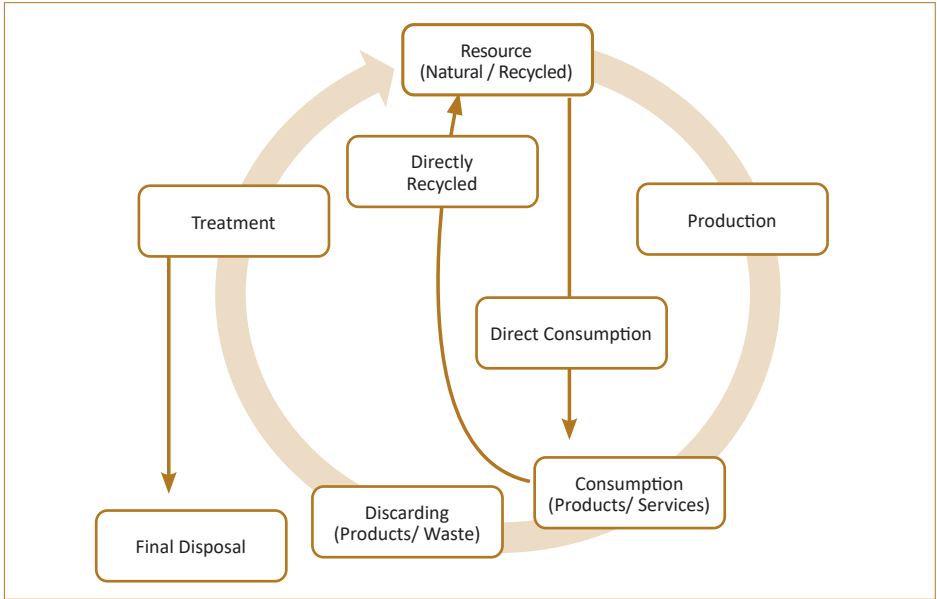 Resource
(Natural / Recycled)
Directly
Recycled
Treatment
Production
Direct Consumption
Consumption
(Products/ Services)
Discarding
(Products/ Waste)
Final Disposal